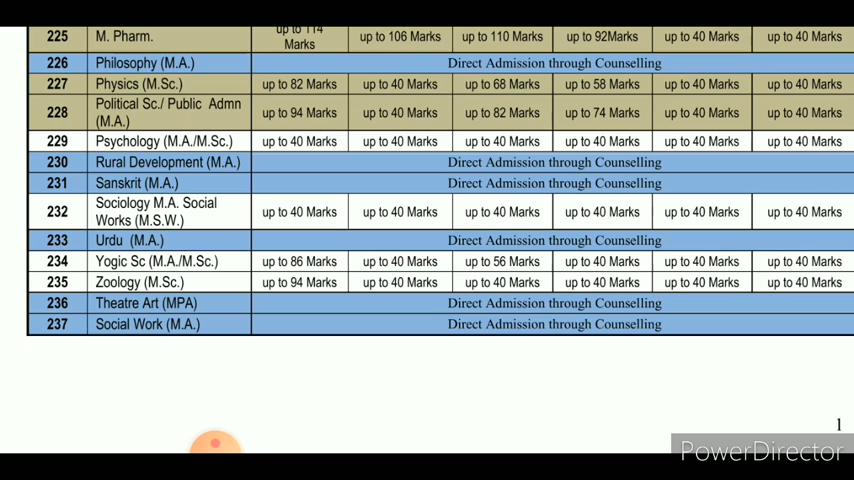 225 M. Pharm. up to 114 Marks up to 106 Marks up to 110 Marks up to 92Marks up to 40 Marks up to 40 Marks
226 Philosophy (M.A.) Direct Admission through Counselling
227 Physics (M.Sc.) up to 82 Marks up to 40 Marks up to 68 Marks up to 58 Marks up to 40 Marks up to 40 Marks
228 Political Sc./ Public Admn (M.A.) up to 94 Marks up to 40 Marks up to 82 Marks up to 74 Marks up to 40 Marks up to 40 Marks
229 Psychology (M.A./M.Sc.) up to 40 Marks up to 40 Marks up to 40 Marks up to 40 Marks up to 40 Marks up to 40 Marks
230 Rural Development (M.A.) Direct Admission through Counselling
231 Sanskrit (M.A.) Direct Admission through Counselling
232 Sociology M.A. Social Works (M.S.W.) up to 40 Marks up to 40 Marks up to 40 Marks up to 40 Marks up to 40 Marks up to 40 Marks
233 Urdu (M.A.) Direct Admission through Counselling
234 Yogic Sc (M.A./M.Sc.) up to 86 Marks up to 40 Marks up to 56 Marks up to 40 Marks up to 40 Marks up to 40 Marks
235 Zoology (M.Sc.) up to 94 Marks up to 40 Marks up to 40 Marks up to 40 Marks up to 40 Marks up to 40 Marks
236 Theatre Art (MPA) Direct Admission through Counselling
237 Social Work (M.A.) Direct Admission through Counselling
1
PowerDirector